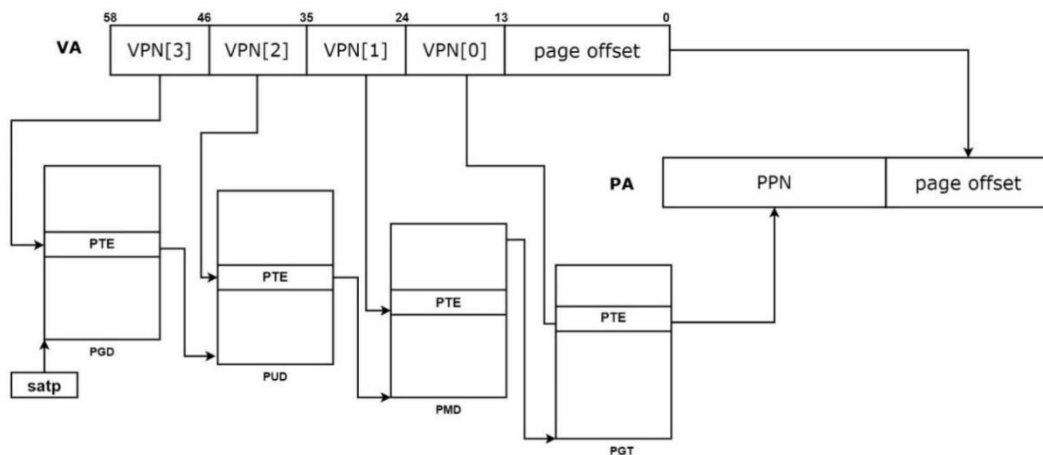 58 46 35 24 13 0
VA VPN[3] VPN[2] VPN[1] VPN[0] page offset
PA PPN page offset
PTE
PTE
PTE
PTE
PGD
PUD
satp
PMD
PGT